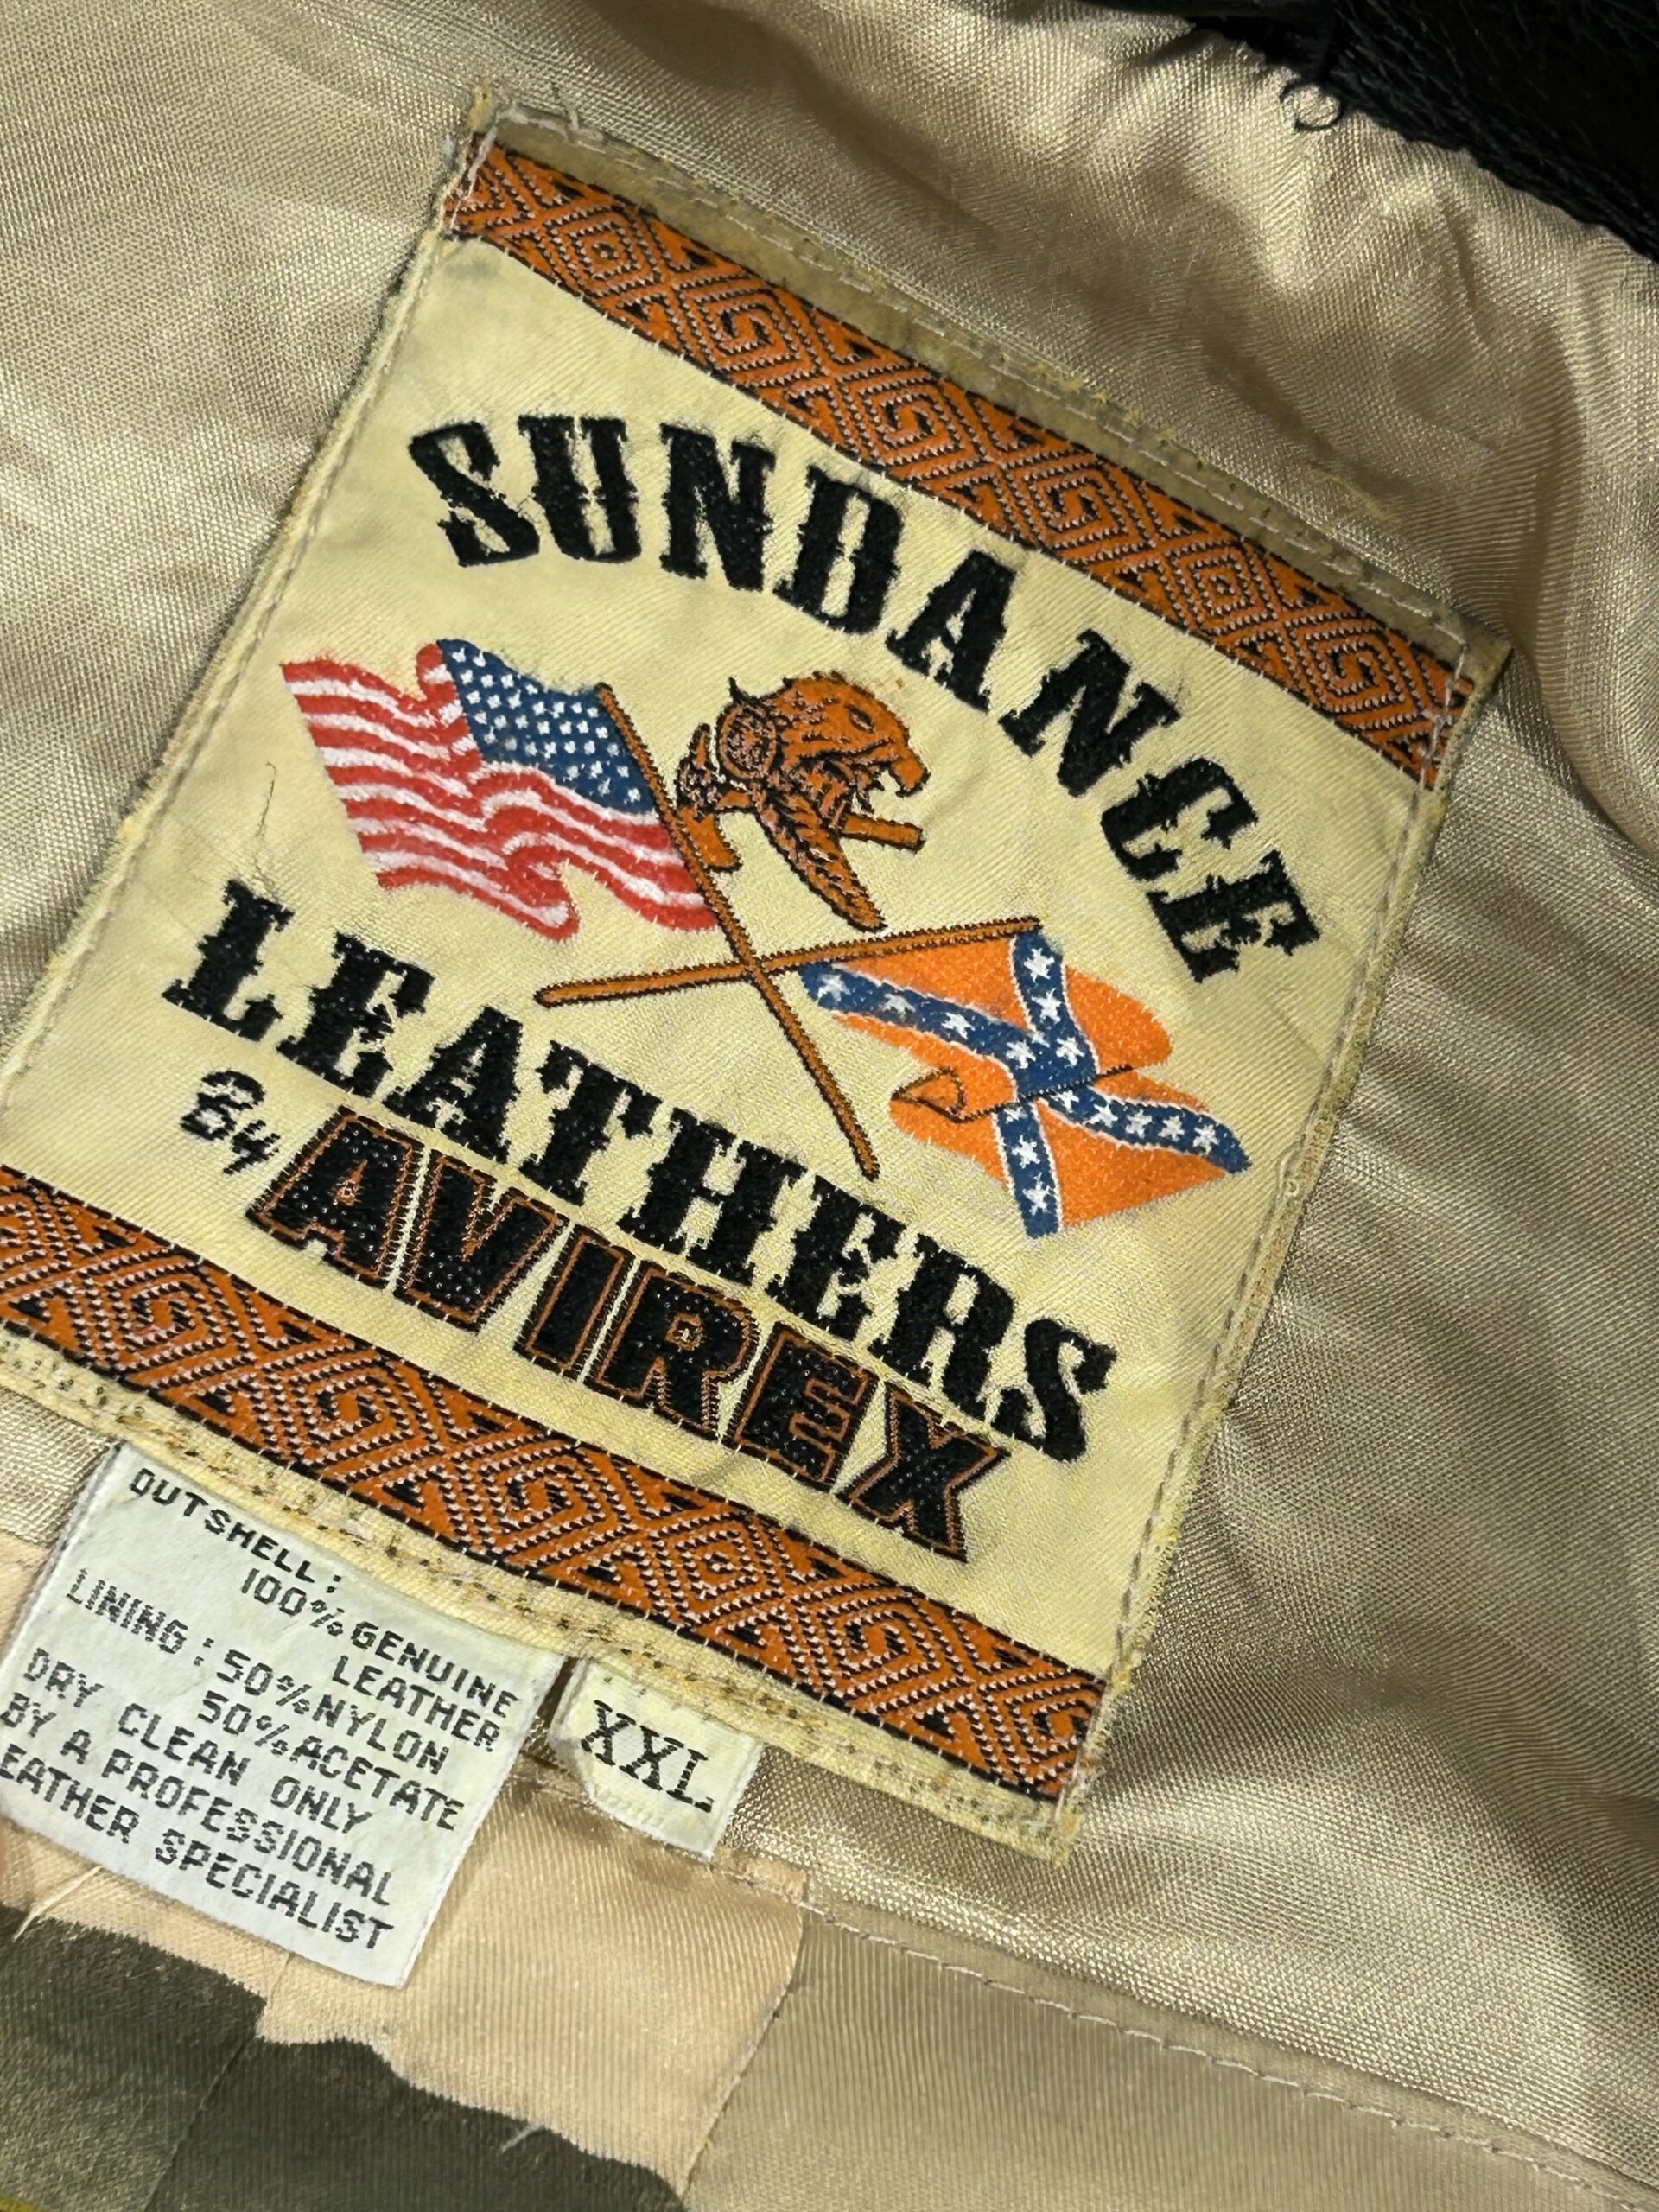 SUNDANCE
LEATHERS
By AVIREX
OUTSHELL:
100% GENUINE
LEATHER
LINING: 50% NYLON
50% ACETATE
DRY CLEAN ONLY
BY A PROFESSIONAL
EATHER SPECIALIST
XXL